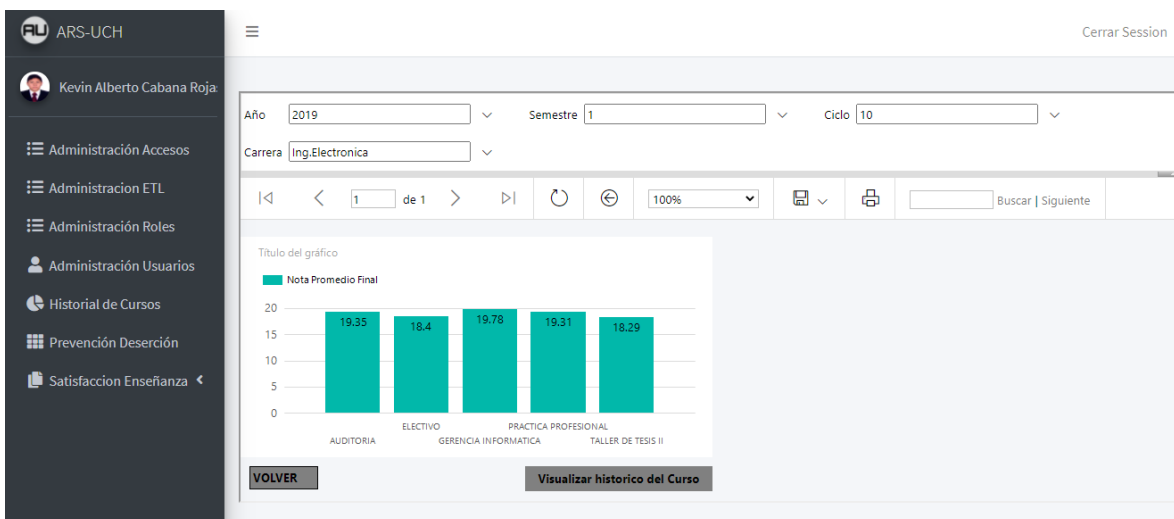 AU ARS-UCH
Cerrar Session
Kevin Alberto Cabana Roja
Administración Accesos
Administracion ETL
Administración Roles
Administración Usuarios
Historial de Cursos
Prevención Deserción
Satisfaccion Enseñanza
Año 2019 Semestre 1 Ciclo 10
Carrera Ing.Electronica
1 de 1 100% Buscar | Siguiente
Título del gráfico
Nota Promedio Final
20
15
10
5
0
19.35 18.4 19.78 19.31 18.29
ELECTIVO PRACTICA PROFESIONAL
AUDITORIA GERENCIA INFORMATICA TALLER DE TESIS II
VOLVER Visualizar historico del Curso